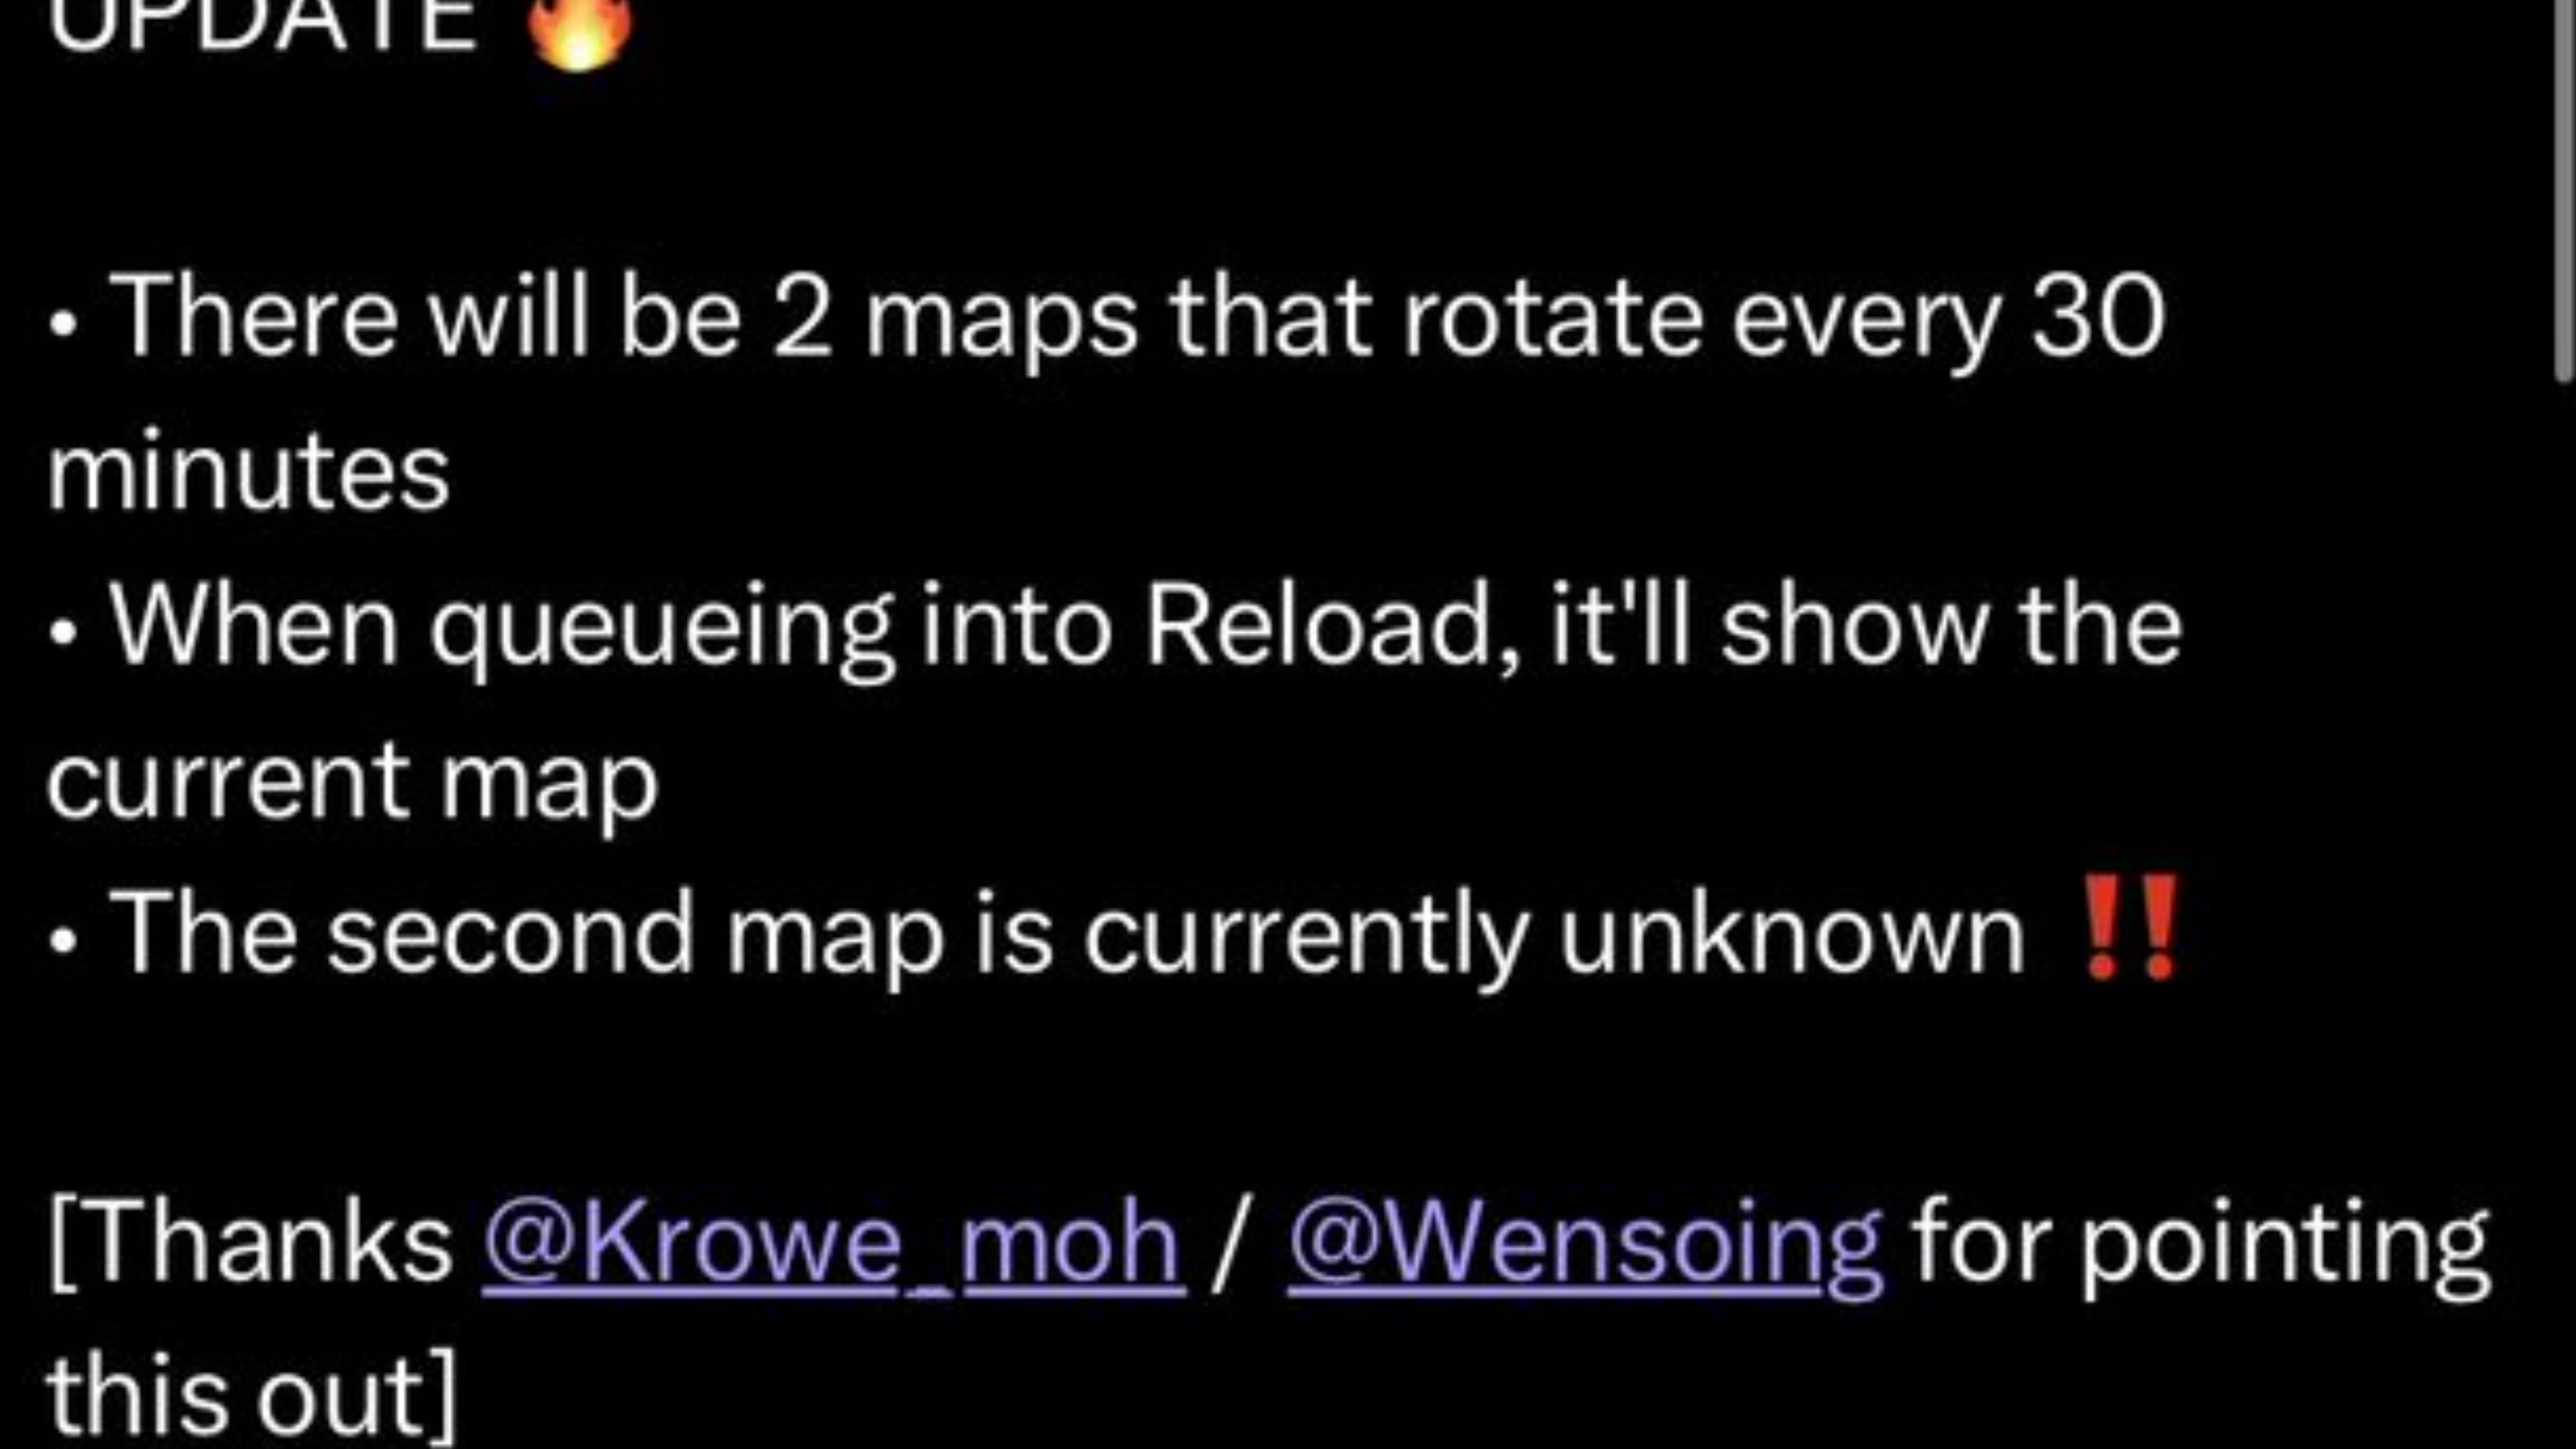 UPDATE 🔥
• There will be 2 maps that rotate every 30
minutes
• When queueing into Reload, it'll show the
current map
• The second map is currently unknown ‼️
[Thanks @Krowe_moh / @Wensoing for pointing
this out]